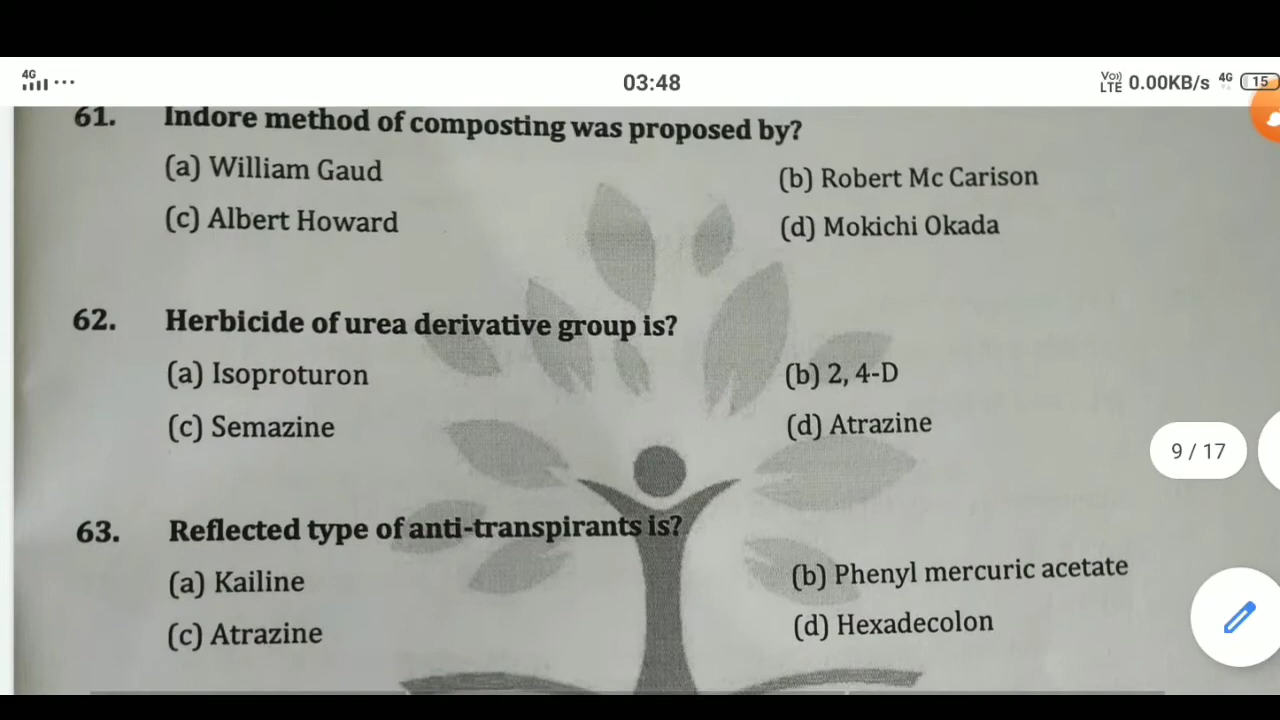 4G ...
03:48
Vo)) LTE 0.00KB/s 4G 15
61. Indore method of composting was proposed by?
(a) William Gaud (b) Robert Mc Carison
(c) Albert Howard (d) Mokichi Okada
62. Herbicide of urea derivative group is?
(a) Isoproturon (b) 2, 4-D
(c) Semazine (d) Atrazine
9 / 17
63. Reflected type of anti-transpirants is?
(a) Kailine (b) Phenyl mercuric acetate
(c) Atrazine (d) Hexadecolon